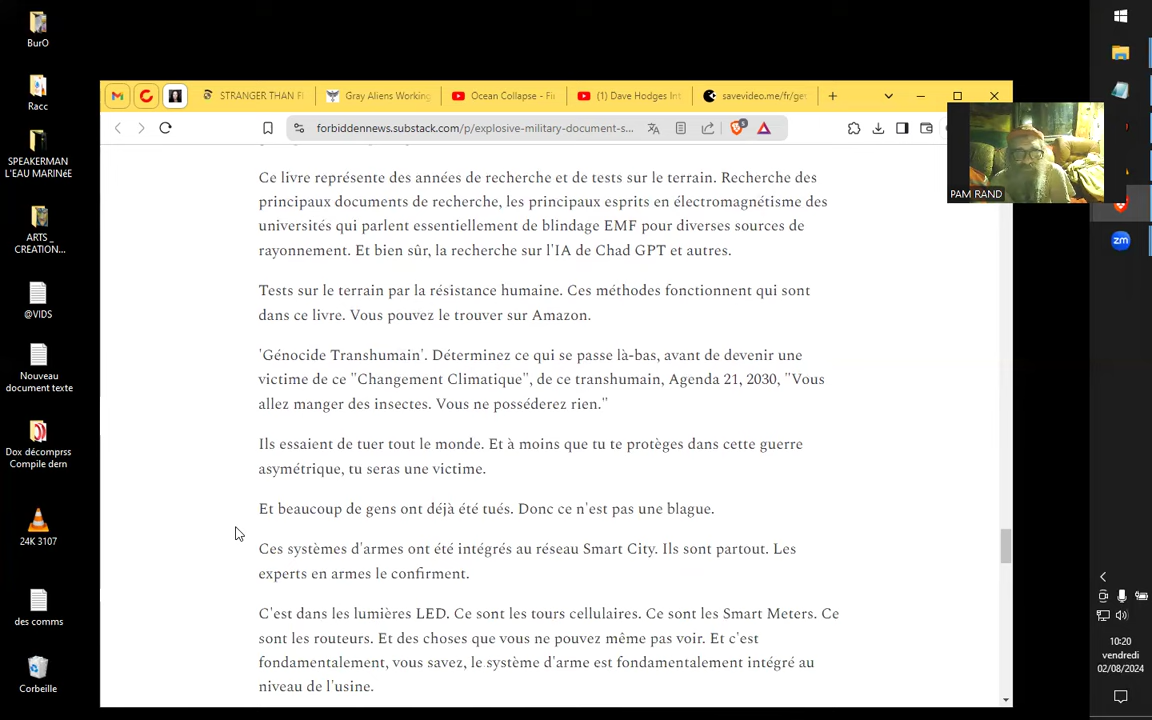 BurO
Racc
SPEAKERMAN
L'EAU MARINéE
ARTS _
CREATION...
@VIDS
Nouveau
document texte
Dox décomprss
Compile dern
24K 3107
des comms
Corbeille
STRANGER THAN FI
Gray Aliens Working
Ocean Collapse - Fi
(1) Dave Hodges Int
savevideo.me/fr/ge
forbiddennews.substack.com/p/explosive-military-document-s...
5
PAM RAND
Ce livre représente des années de recherche et de tests sur le terrain. Recherche des
principaux documents de recherche, les principaux esprits en électromagnétisme des
universités qui parlent essentiellement de blindage EMF pour diverses sources de
rayonnement. Et bien sûr, la recherche sur l'IA de Chad GPT et autres.
Tests sur le terrain par la résistance humaine. Ces méthodes fonctionnent qui sont
dans ce livre. Vous pouvez le trouver sur Amazon.
'Génocide Transhumain'. Déterminez ce qui se passe là-bas, avant de devenir une
victime de ce "Changement Climatique", de ce transhumain, Agenda 21, 2030, "Vous
allez manger des insectes. Vous ne posséderez rien."
Ils essaient de tuer tout le monde. Et à moins que tu te protèges dans cette guerre
asymétrique, tu seras une victime.
Et beaucoup de gens ont déjà été tués. Donc ce n'est pas une blague.
Ces systèmes d'armes ont été intégrés au réseau Smart City. Ils sont partout. Les
experts en armes le confirment.
C'est dans les lumières LED. Ce sont les tours cellulaires. Ce sont les Smart Meters. Ce
sont les routeurs. Et des choses que vous ne pouvez même pas voir. Et c'est
fondamentalement, vous savez, le système d'arme est fondamentalement intégré au
niveau de l'usine.
zm
10:20
vendredi
02/08/2024